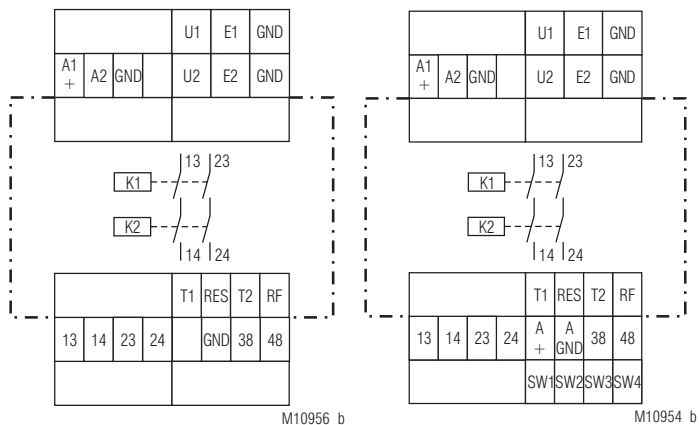 U1 E1 GND
A1 + A2 GND U2 E2 GND
13 23
K1
K2
14 24
T1 RES T2 RF
13 14 23 24 GND 38 48
M10956_b
U1 E1 GND
A1 + A2 GND U2 E2 GND
13 23
K1
K2
14 24
T1 RES T2 RF
13 14 23 24 A + A GND 38 48
SW1 SW2 SW3 SW4
M10954_b